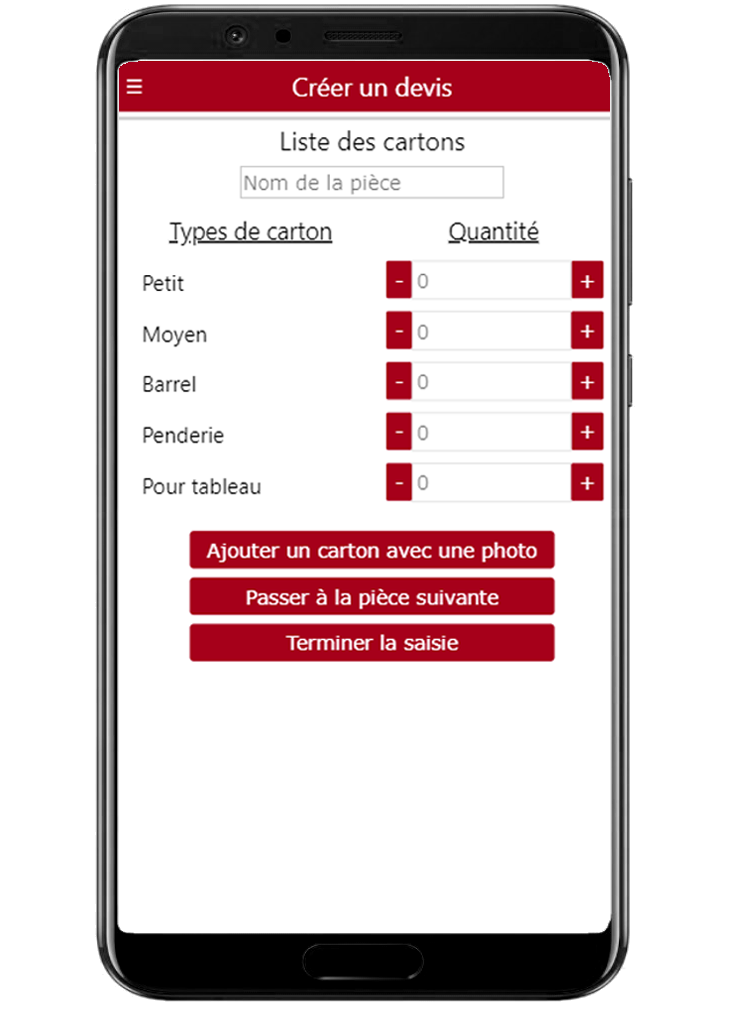 ☰ Créer un devis
Liste des cartons
Nom de la pièce
Types de carton Quantité
Petit - 0 +
Moyen - 0 +
Barrel - 0 +
Penderie - 0 +
Pour tableau - 0 +
Ajouter un carton avec une photo
Passer à la pièce suivante
Terminer la saisie